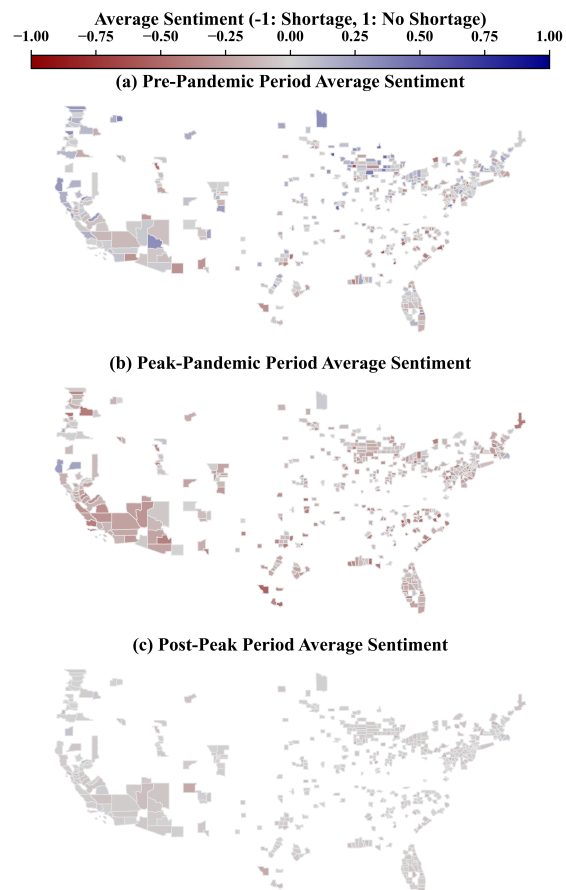 Average Sentiment (-1: Shortage, 1: No Shortage)
−1.00 −0.75 −0.50 −0.25 0.00 0.25 0.50 0.75 1.00
(a) Pre-Pandemic Period Average Sentiment
(b) Peak-Pandemic Period Average Sentiment
(c) Post-Peak Period Average Sentiment